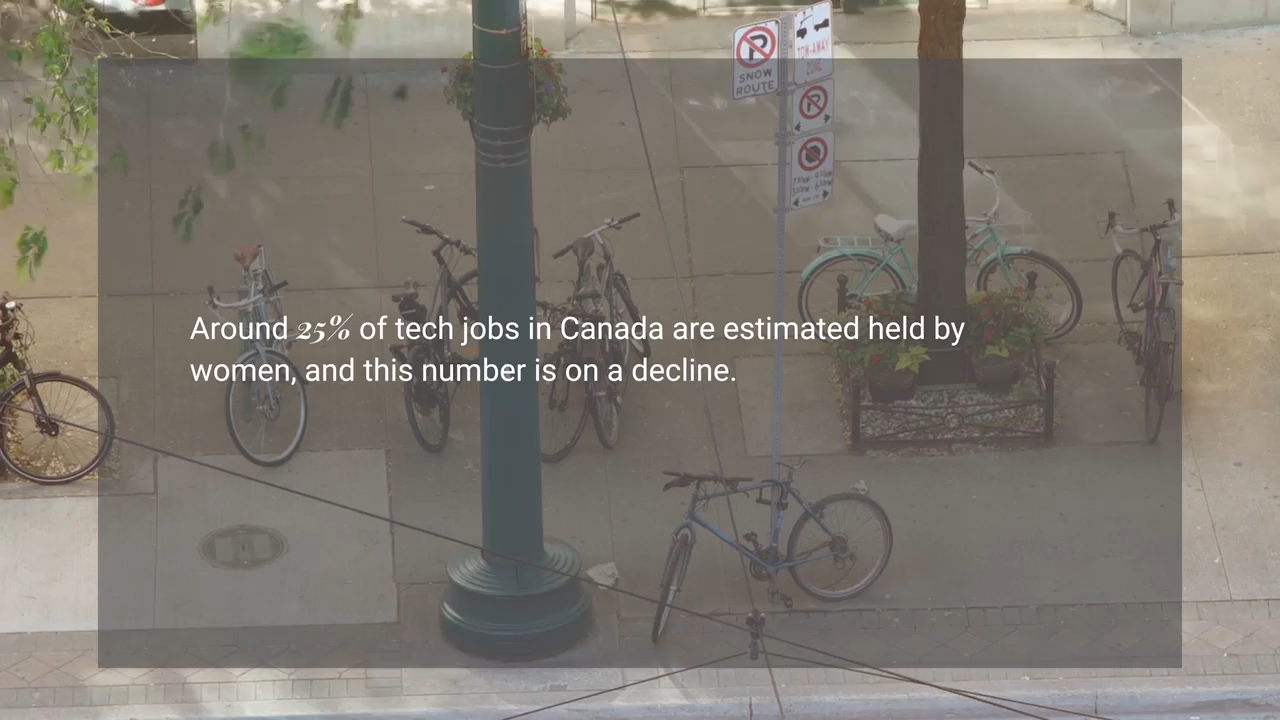 SNOW
ROUTE
TOW-AWAY
ZONE
Around 25% of tech jobs in Canada are estimated held by
women, and this number is on a decline.